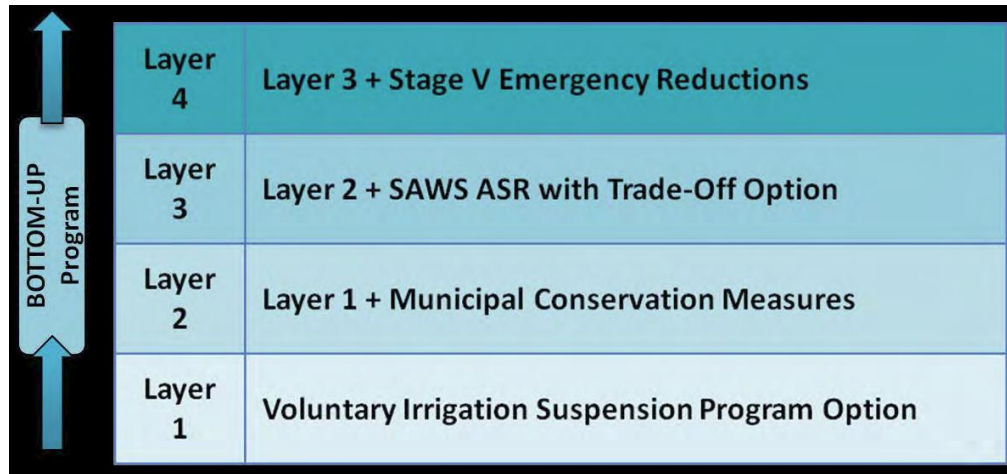 BOTTOM-UP
Program
Layer
4
Layer 3 + Stage V Emergency Reductions
Layer
3
Layer 2 + SAWS ASR with Trade-Off Option
Layer
2
Layer 1 + Municipal Conservation Measures
Layer
1
Voluntary Irrigation Suspension Program Option